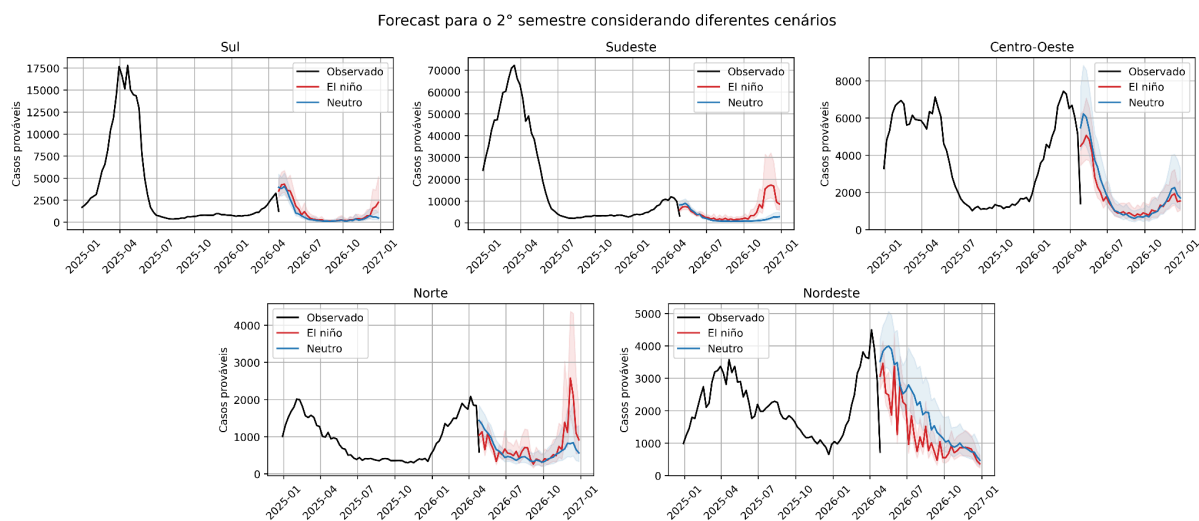 Forecast para o 2° semestre considerando diferentes cenários
Sul
Casos prováveis
17500
15000
12500
10000
7500
5000
2500
0
Observado
El niño
Neutro
2025-01
2025-04
2025-07
2025-10
2026-01
2026-04
2026-07
2026-10
2027-01
Sudeste
Casos prováveis
70000
60000
50000
40000
30000
20000
10000
0
Observado
El niño
Neutro
2025-01
2025-04
2025-07
2025-10
2026-01
2026-04
2026-07
2026-10
2027-01
Centro-Oeste
Casos prováveis
8000
6000
4000
2000
0
Observado
El niño
Neutro
2025-01
2025-04
2025-07
2025-10
2026-01
2026-04
2026-07
2026-10
2027-01
Norte
Casos prováveis
4000
3000
2000
1000
0
Observado
El niño
Neutro
2025-01
2025-04
2025-07
2025-10
2026-01
2026-04
2026-07
2026-10
2027-01
Nordeste
Casos prováveis
5000
4000
3000
2000
1000
0
Observado
El niño
Neutro
2025-01
2025-04
2025-07
2025-10
2026-01
2026-04
2026-07
2026-10
2027-01